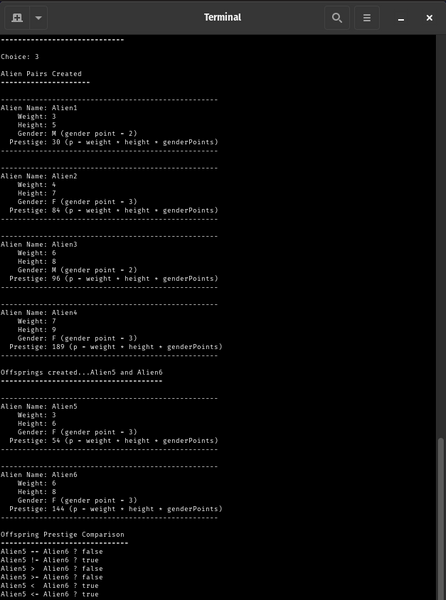 Terminal
----------------------------
Choice: 3
Alien Pairs Created
---------------------
--------------------------------------------------
Alien Name: Alien1
Weight: 3
Height: 5
Gender: M (gender point = 2)
Prestige: 30 (p = weight * height * genderPoints)
--------------------------------------------------
--------------------------------------------------
Alien Name: Alien2
Weight: 4
Height: 7
Gender: F (gender point = 3)
Prestige: 84 (p = weight * height * genderPoints)
--------------------------------------------------
--------------------------------------------------
Alien Name: Alien3
Weight: 6
Height: 8
Gender: M (gender point = 2)
Prestige: 96 (p = weight * height * genderPoints)
--------------------------------------------------
--------------------------------------------------
Alien Name: Alien4
Weight: 7
Height: 9
Gender: F (gender point = 3)
Prestige: 189 (p = weight * height * genderPoints)
--------------------------------------------------
Offsprings created...Alien5 and Alien6
--------------------------------------
--------------------------------------------------
Alien Name: Alien5
Weight: 3
Height: 6
Gender: F (gender point = 3)
Prestige: 54 (p = weight * height * genderPoints)
--------------------------------------------------
--------------------------------------------------
Alien Name: Alien6
Weight: 6
Height: 8
Gender: F (gender point = 3)
Prestige: 144 (p = weight * height * genderPoints)
--------------------------------------------------
Offspring Prestige Comparison
------------------------------
Alien5 == Alien6 ? false
Alien5 != Alien6 ? true
Alien5 > Alien6 ? false
Alien5 >= Alien6 ? false
Alien5 < Alien6 ? true
Alien5 <= Alien6 ? true